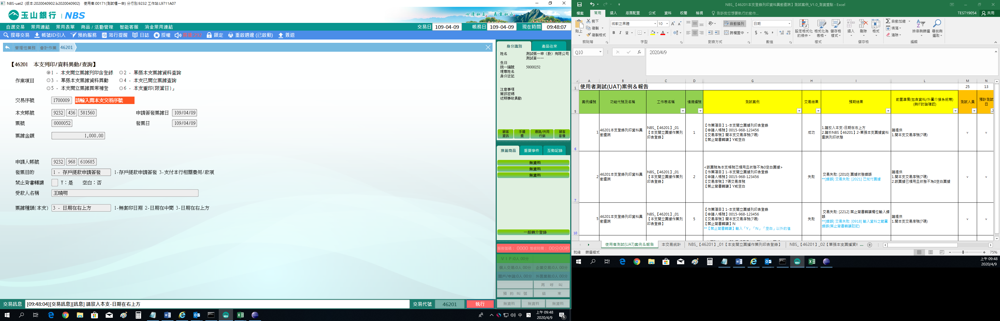 NBS-uat2 (版本:2020040902.b2020040902) 使用者:00171(測試櫃一幸) 分行別:9232 工作站:L9711A07
玉山銀行 | NBS
心清如玉，義重如山
自選交易 常用連結 常用表單 商品 / 活動管理 智能客服 消金常用連結
交易日 109-04-09 帳務日 109-04-09 現在時間 09:48:07
搜尋交易 帳號ID引入 預約服務 蒞行提醒 日誌 授權 廣播:292 鎖定 重啟週邊 (已啟動) 簽退
管理性業務 會計作業 46201
【46201 本支列印/資料異動/查詢】
作業項目
1 - 本支開立票據列印含登錄 2 - 單張本支票據資料查詢
3 - 單張本支票據資料異動 4 - 本支已開立票據查詢
5 - 本支開立票據異常補登 6 - 本支重印(限當日)」
交易序號 1700009 請輸入開本支交易序號
本支帳號 9232 436 581560 申請簽發票據日 109/04/09
票號 0000052 發票日 109/04/09
票據金額 1,000.00
申請人帳號 9232 968 610685
發票目的 1 - 存戶提款申請簽發 1-存戶提款申請簽發 3-支付本行相關費用/款項
禁止背書轉讓 Y：是 空白：否
受款人名稱 王曉明
票據種類(本支) 3 - 日期在右上方 1-無套印日期 2-日期在中間 3-日期在右上方
身分識別 產品往來
姓名 測試張一申（股）有限公司
測試黃一一
生日
統一編號 58000252
理專姓名
身分註記
注意事項
簡訊密碼
近期事故異動
顧客資訊 手續費 通路/共同行銷 顧客影像
推薦商品 重要事件 互動記錄
無資料
無資料
無資料
一般轉介登錄
服務號碼： 0000 等候時間： 00分00秒
V I P:0人 00分
個人交易:0人 00分 企業交易:0人 00分
開戶/申請:0人 00分 外匯業務:0人 00分
再 呼 叫
預 約 叫 號 結 束
無資料 無資料 無資料
交易訊息 [09:48:04][交易訊息][訊息] 請放入本支-日期在右上方 交易代號 46201 執行
中
上午 09:48
2020/4/9
6
NBS_【46201本支登錄列印資料異動查詢】測試案例_V1.0_測資盤點 - Excel
檔案 常用 插入 版面配置 公式 資料 校閱 檢視 告訴我您想要執行的動作...
TEST19054 共用
貼上 剪下 複製 複製格式 剪貼簿
微軟正黑體 10 B I U 字型
自動換列 跨欄置中 對齊方式
日期 $ % 數值
設定格式化的條件 格式化為表格 儲存格樣式 樣式
插入 刪除 格式 儲存格
自動加總 填滿 清除 排序與篩選 尋找與選取 編輯
Q10 fx 2020/4/9
A B C D G H I L M N
1 使用者測試(UAT)案例＆報告 25 13
5 案例編號 功能代號及名稱 工作表名稱 情境編號 測試案例 交易結果 預期結果 前置準備(包含資料/外圍介接系統等)(與IT討論確認) 測試人員 預計測試日
6
1
46201本支登錄列印資料異動查詢
NBS_【46201】_01【本支開立票據作業列印含登錄】
1
【作業項目】1-本支開立票據列印含登錄
【申請人帳號】0015-968-123456
【交易序號】開本支交易序號(7碼)
【禁止背書轉讓】Y或空白
成功
1.請放入本支-日期在右上方
2.請於NBS【46201】2-單張本支票據資料查詢列印狀態
請提供
1.開本支交易序號(7碼)
v v
7
2
46201本支登錄列印資料異動查詢
NBS_【46201】_01【本支開立票據作業列印含登錄】
2
<該票號為本支帳號已領用且狀態不為0空白票據>
【作業項目】1-本支開立票據列印含登錄
【申請人帳號】0015-968-123456
【交易序號】7碼交易序號
【禁止背書轉讓】Y或空白
失敗
交易失敗: [2010] 票據狀態錯誤
**[錯誤] 交易失敗: [2021] 已兌付票據
請提供
1.開本支交易序號(7碼)
2.該票據已領用且狀態不為0空白票據
v v
10
5
46201本支登錄列印資料異動查詢
NBS_【46201】_01【本支開立票據作業列印含登錄】
5
【作業項目】1-本支開立票據列印含登錄
【申請人帳號】0015-968-123456
【交易序號】開本支交易序號(7碼)
【禁止背書轉讓】N
**【禁止背書轉讓】輸入「Y」「N」「空白」以外的值
失敗
交易失敗: [2212] 禁止背書轉讓欄位輸入錯誤
**[錯誤] 交易失敗: [0918] 輸入資料之範圍錯誤(禁止背書轉讓註記)
請提供
1.開本支交易序號(7碼)
v v
使用者測試(UAT)案例＆報告 本交易統計 NBS_【46201】_01【本支開立票據作業列印含登錄】 NBS_【46201】_02【單張本支票據資料 ...
就緒 篩選模式 75%
上午 09:48
2020/4/9